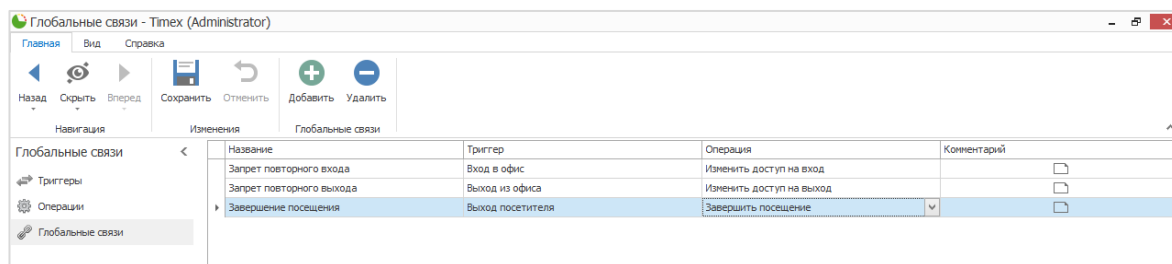 Глобальные связи - Timex (Administrator)
Главная Вид Справка
Назад Скрыть Вперед Сохранить Отменить Добавить Удалить
Навигация Изменения Глобальные связи
Глобальные связи
Триггеры
Операции
Глобальные связи
Название Триггер Операция Комментарий
Запрет повторного входа Вход в офис Изменить доступ на вход
Запрет повторного выхода Выход из офиса Изменить доступ на выход
Завершение посещения Выход посетителя Завершить посещение